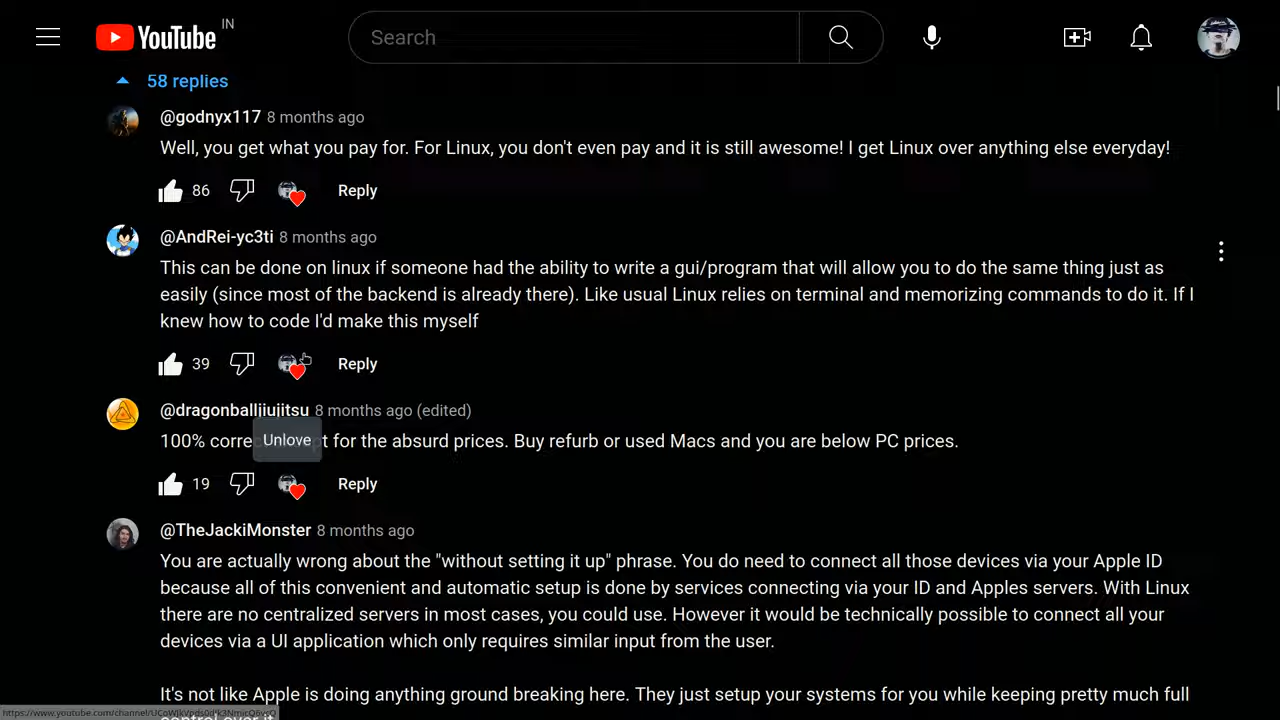 YouTube IN
Search
58 replies
@godnyx117 8 months ago
Well, you get what you pay for. For Linux, you don't even pay and it is still awesome! I get Linux over anything else everyday!
86 Reply
@AndRei-yc3ti 8 months ago
This can be done on linux if someone had the ability to write a gui/program that will allow you to do the same thing just as
easily (since most of the backend is already there). Like usual Linux relies on terminal and memorizing commands to do it. If I
knew how to code I'd make this myself
39 Reply
@dragonballjiujitsu 8 months ago (edited)
100% for the absurd prices. Buy refurb or used Macs and you are below PC prices.
Unlove
19 Reply
@TheJackiMonster 8 months ago
You are actually wrong about the "without setting it up" phrase. You do need to connect all those devices via your Apple ID
because all of this convenient and automatic setup is done by services connecting via your ID and Apples servers. With Linux
there are no centralized servers in most cases, you could use. However it would be technically possible to connect all your
devices via a UI application which only requires similar input from the user.
It's not like Apple is doing anything ground breaking here. They just setup your systems for you while keeping pretty much full